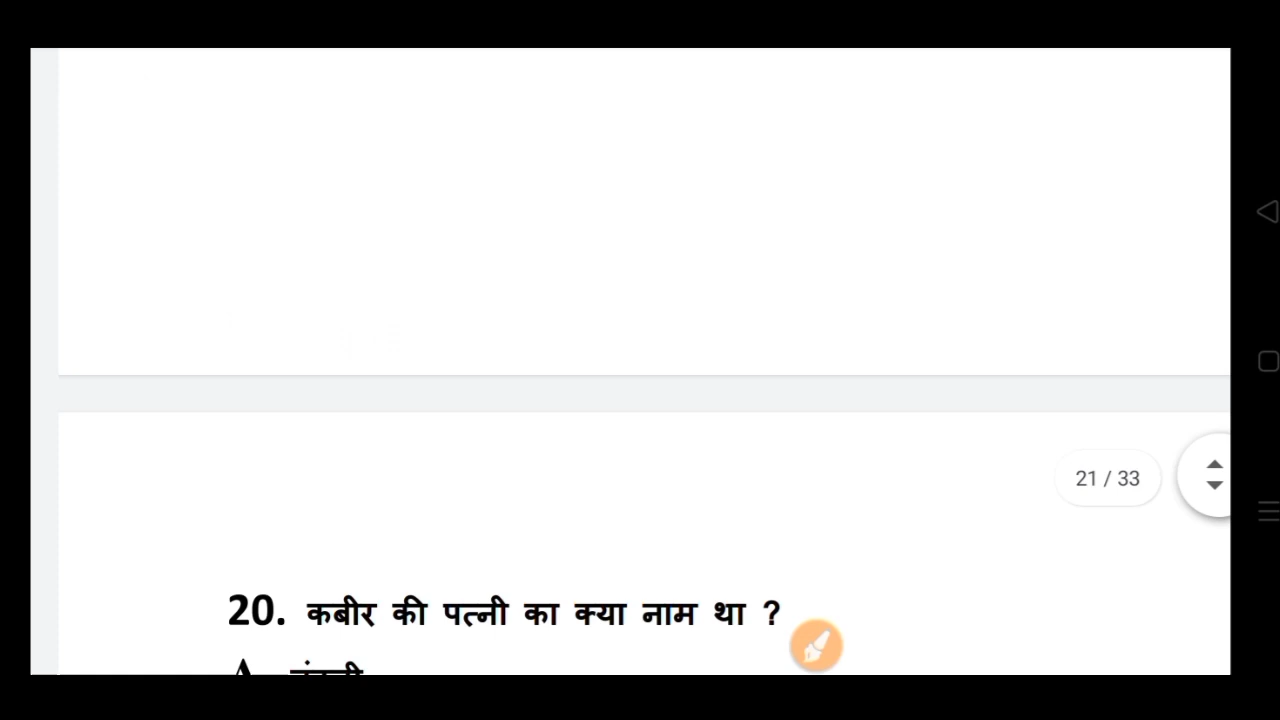 21 / 33
20. कबीर की पत्नी का क्या नाम था ?
A